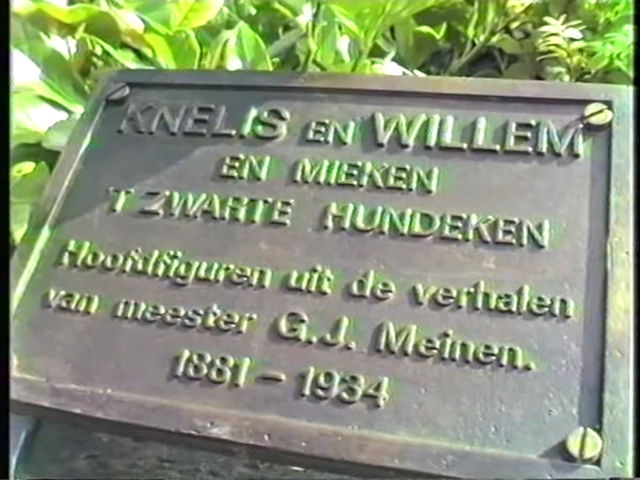 KNELIS EN WILLEM
EN MIEKEN
T ZWARTE HUNDEKEN
Hoofdfiguren uit de verhalen
van meester G.J. Meinen.
1881 - 1934